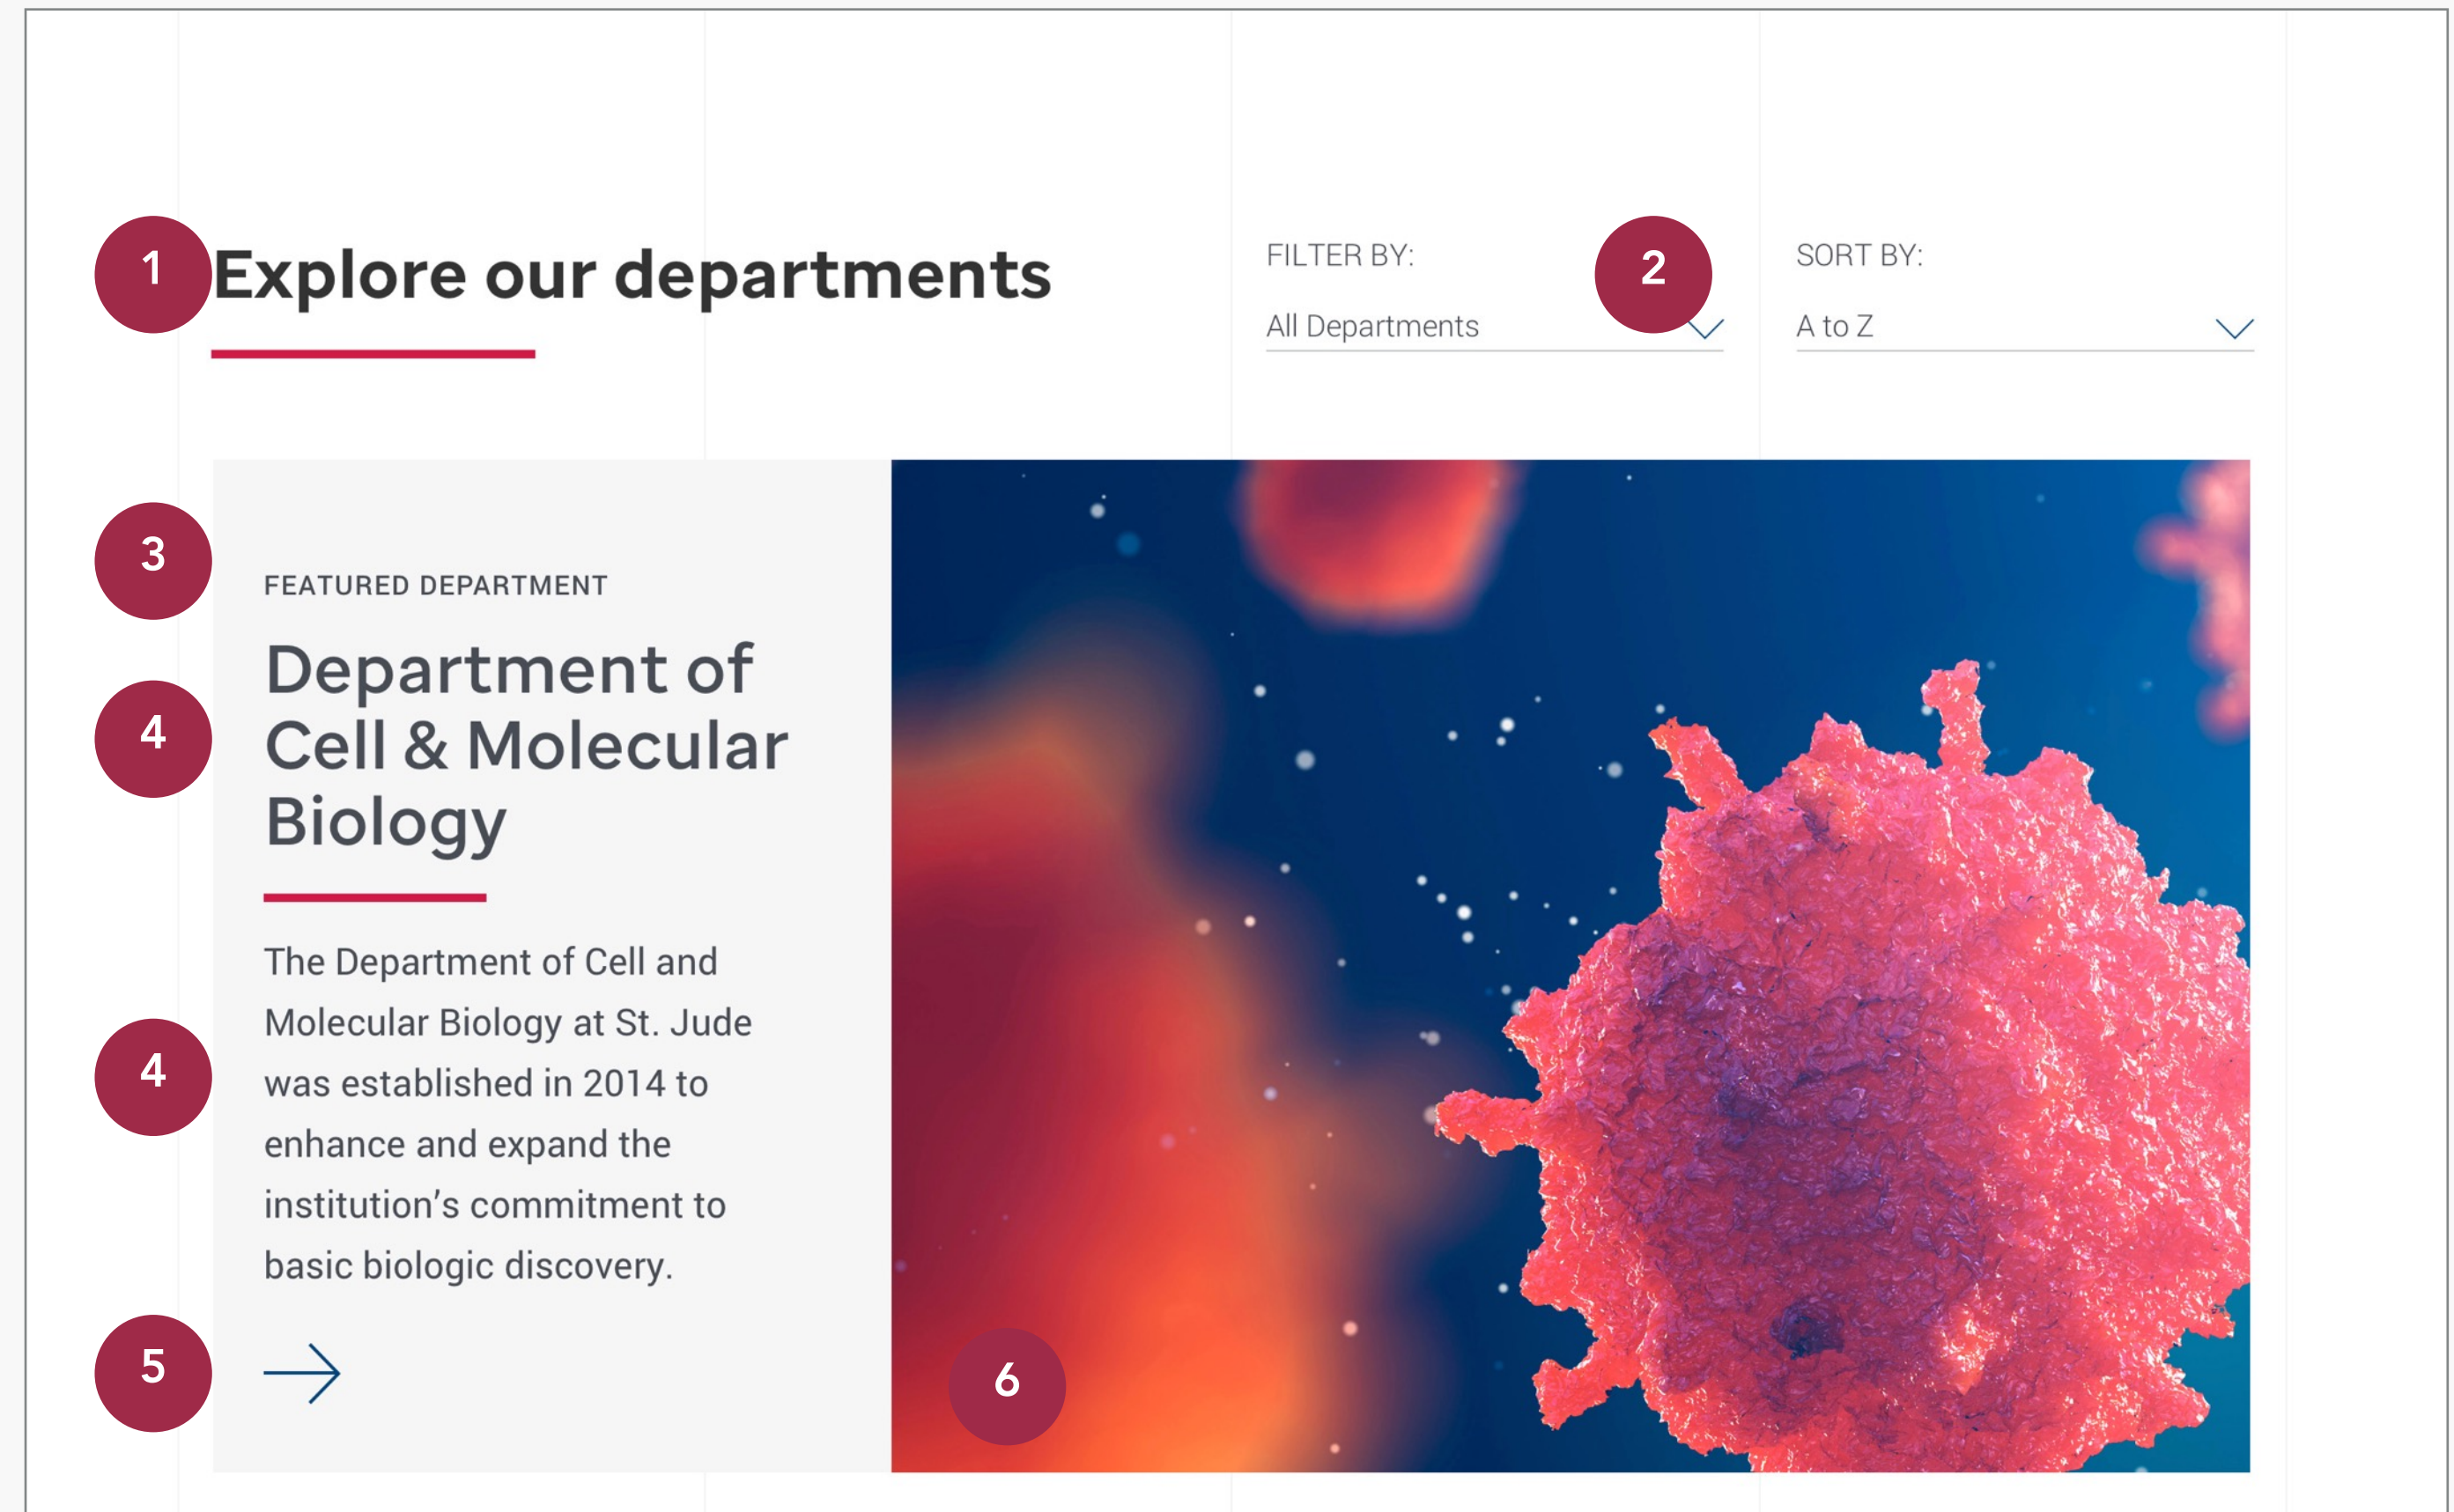 1
Explore our departments
FILTER BY:
All Departments
2
SORT BY:
A to Z
3
FEATURED DEPARTMENT
4
Department of
Cell & Molecular
Biology
4
The Department of Cell and
Molecular Biology at St. Jude
was established in 2014 to
enhance and expand the
institution’s commitment to
basic biologic discovery.
5
6